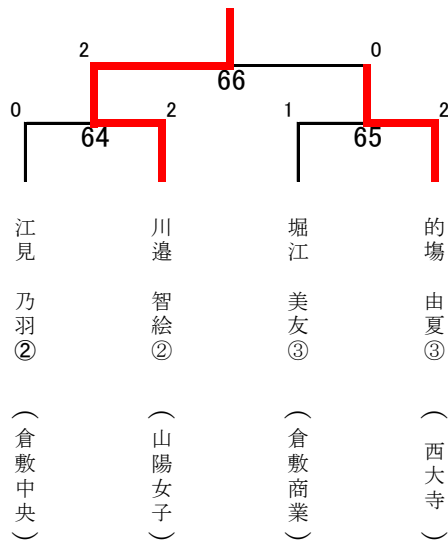 2
0
66
0
2
1
2
64
65
江見 乃羽②
(倉敷中央)
川邉 智絵②
(山陽女子)
堀江 美友③
(倉敷商業)
的塲 由夏③
(西大寺)